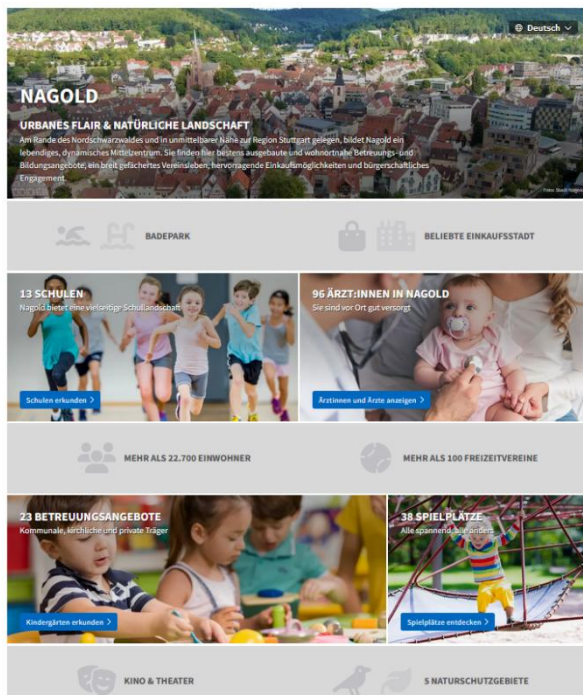 Deutsch
NAGOLD
URBANES FLAIR & NATÜRLICHE LANDSCHAFT
Am Rande des Nordschwarzwaldes und in unmittelbarer Nähe zur Region Stuttgart gelegen, bildet Nagold ein
lebendiges, dynamisches Mittelzentrum. Sie finden hier bestens ausgebaute und wohnortnahe Betreuungs- und
Bildungsangebote, ein breit gefächertes Vereinsleben, hervorragende Einkaufsmöglichkeiten und bürgerschaftliches
Engagement.
Foto: Stadt Nagold
BADEPARK
BELIEBTE EINKAUFSSTADT
13 SCHULEN
Nagold bietet eine vielseitige Schullandschaft
Schulen erkunden
96 ÄRZT:INNEN IN NAGOLD
Sie sind vor Ort gut versorgt
Ärztinnen und Ärzte anzeigen
MEHR ALS 22.700 EINWOHNER
MEHR ALS 100 FREIZEITVEREINE
23 BETREUUNGSANGEBOTE
Kommunale, kirchliche und private Träger
Kindergärten erkunden
38 SPIELPLÄTZE
Alle spannend, alle anders
Spielplätze entdecken
KINO & THEATER
5 NATURSCHUTZGEBIETE